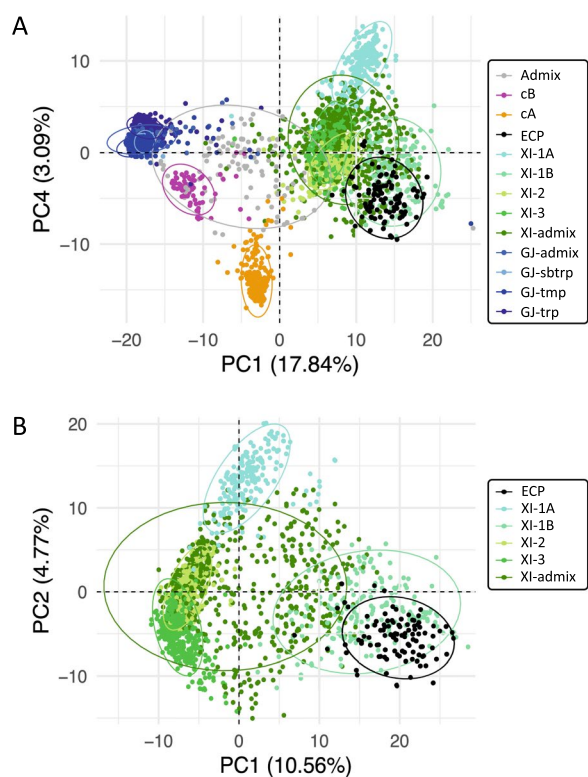 A
10
0
−10
PC4 (3.09%)
−20
−10
0
10
20
PC1 (17.84%)
Admix
cB
cA
ECP
XI-1A
XI-1B
XI-2
XI-3
XI-admix
GJ-admix
GJ-sbtrp
GJ-tmp
GJ-trp
B
20
10
0
−10
PC2 (4.77%)
−10
0
10
20
PC1 (10.56%)
ECP
XI-1A
XI-1B
XI-2
XI-3
XI-admix